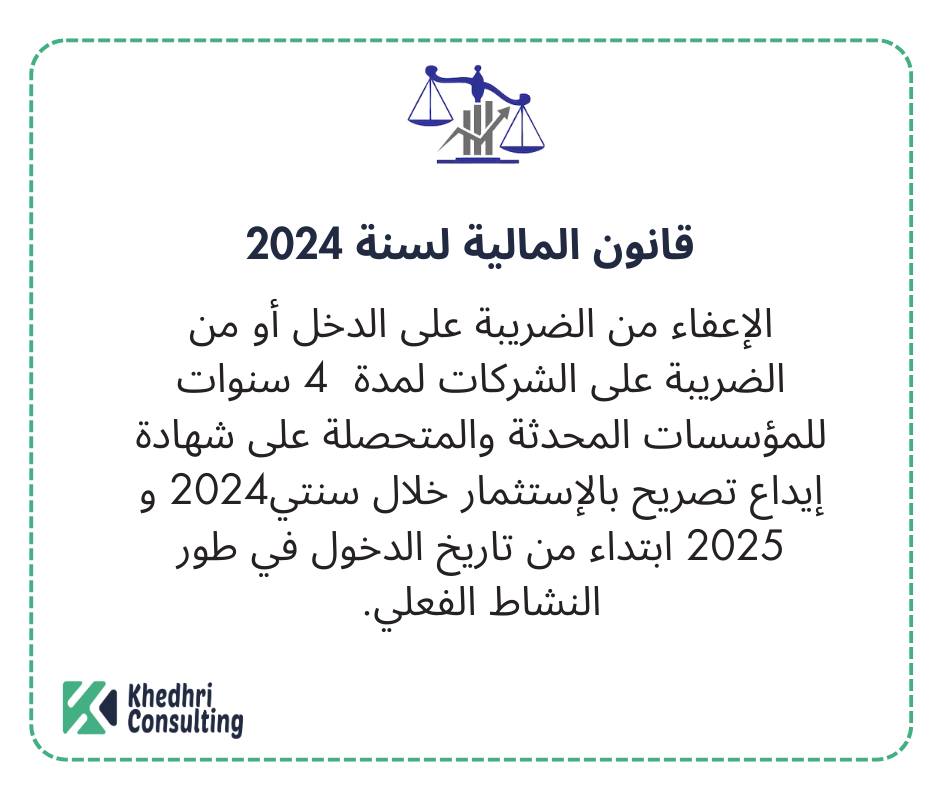 قانون المالية لسنة 2024
الإعفاء من الضريبة على الدخل أو من
الضريبة على الشركات لمدة 4 سنوات
للمؤسسات المحدثة والمتحصلة على شهادة
إيداع تصريح بالإستثمار خلال سنتي2024 و
2025 ابتداء من تاريخ الدخول في طور
النشاط الفعلي.
Khedhri
Consulting